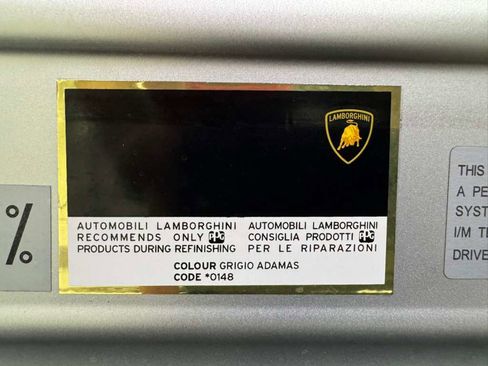 LAMBORGHINI
AUTOMOBILI LAMBORGHINI
RECOMMENDS ONLY PPG
PRODUCTS DURING REFINISHING
AUTOMOBILI LAMBORGHINI
CONSIGLIA PRODOTTI PPG
PER LE RIPARAZIONI
COLOUR GRIGIO ADAMAS
CODE *0148
%
THIS
A PE
SYST
I/M TE
DRIVE